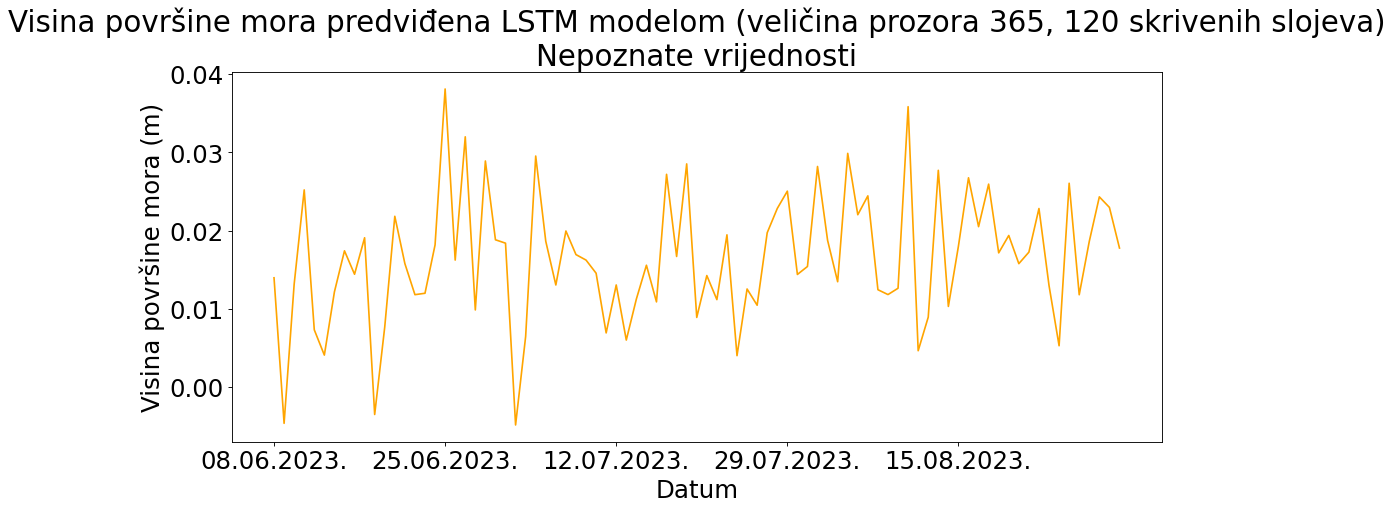 Visina površine mora predviđena LSTM modelom (veličina prozora 365, 120 skrivenih slojeva)
Nepoznate vrijednosti
Visina površine mora (m)
0.04
0.03
0.02
0.01
0.00
08.06.2023. 25.06.2023. 12.07.2023. 29.07.2023. 15.08.2023.
Datum